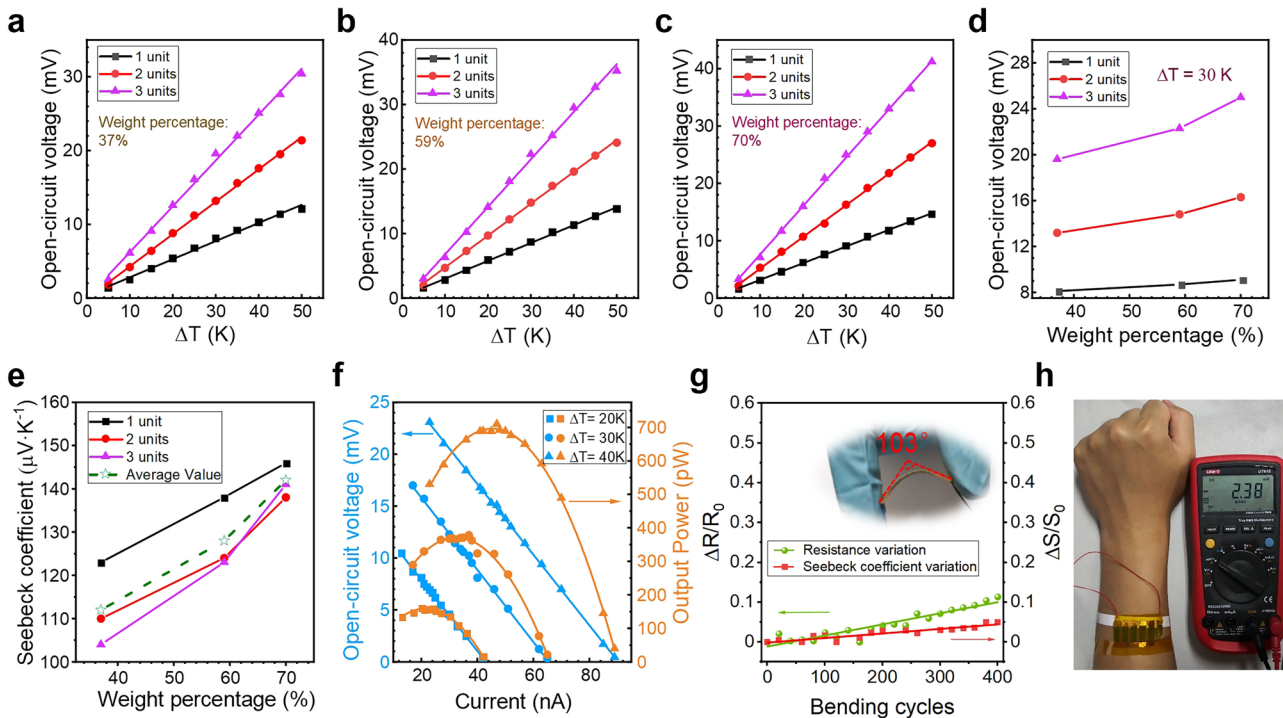 a
Open-circuit voltage (mV)
30
20
10
0
1 unit
2 units
3 units
Weight percentage:
37%
0 10 20 30 40 50
ΔT (K)
b
Open-circuit voltage (mV)
40
30
20
10
0
1 unit
2 units
3 units
Weight percentage:
59%
0 10 20 30 40 50
ΔT (K)
c
Open-circuit voltage (mV)
40
30
20
10
0
1 unit
2 units
3 units
Weight percentage:
70%
0 10 20 30 40 50
ΔT (K)
d
Open-circuit voltage (mV)
28
24
20
16
12
8
1 unit
2 units
3 units
ΔT = 30 K
40 50 60 70
Weight percentage (%)
e
Seebeck coefficient (μV·K⁻¹)
160
150
140
130
120
110
100
1 unit
2 units
3 units
Average Value
40 50 60 70
Weight percentage (%)
f
Open-circuit voltage (mV)
25
20
15
10
5
0
ΔT= 20K
ΔT= 30K
ΔT= 40K
700
600
500
400
300
200
100
0
Output Power (pW)
20 40 60 80
Current (nA)
g
ΔR/R₀
0.6
0.5
0.4
0.3
0.2
0.1
0
103°
Resistance variation
Seebeck coefficient variation
0.6
0.5
0.4
0.3
0.2
0.1
0
ΔS/S₀
0 100 200 300 400
Bending cycles
h
UNI-T
2.38